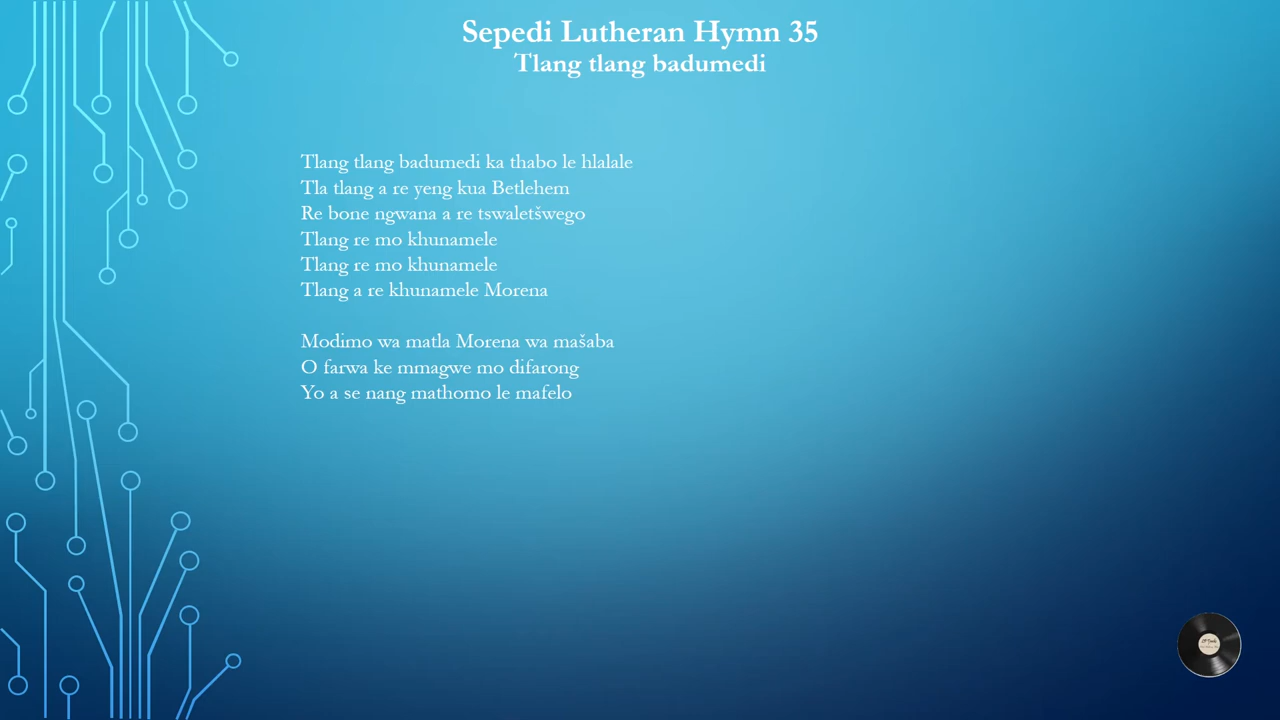 Sepedi Lutheran Hymn 35
Tlang tlang badumedi
Tlang tlang badumedi ka thabo le hlalale
Tla tlang a re yeng kua Betlehem
Re bone ngwana a re tswaletšwego
Tlang re mo khunamele
Tlang re mo khunamele
Tlang a re khunamele Morena
Modimo wa matla Morena wa mašaba
O farwa ke mmagwe mo difarong
Yo a se nang mathomo le mafelo